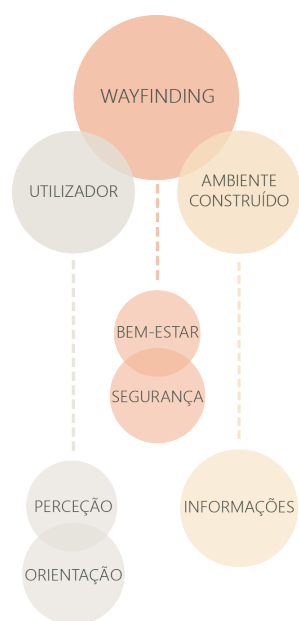 WAYFINDING
UTILIZADOR
AMBIENTE
CONSTRUÍDO
BEM-ESTAR
SEGURANÇA
PERCEÇÃO
INFORMAÇÕES
ORIENTAÇÃO